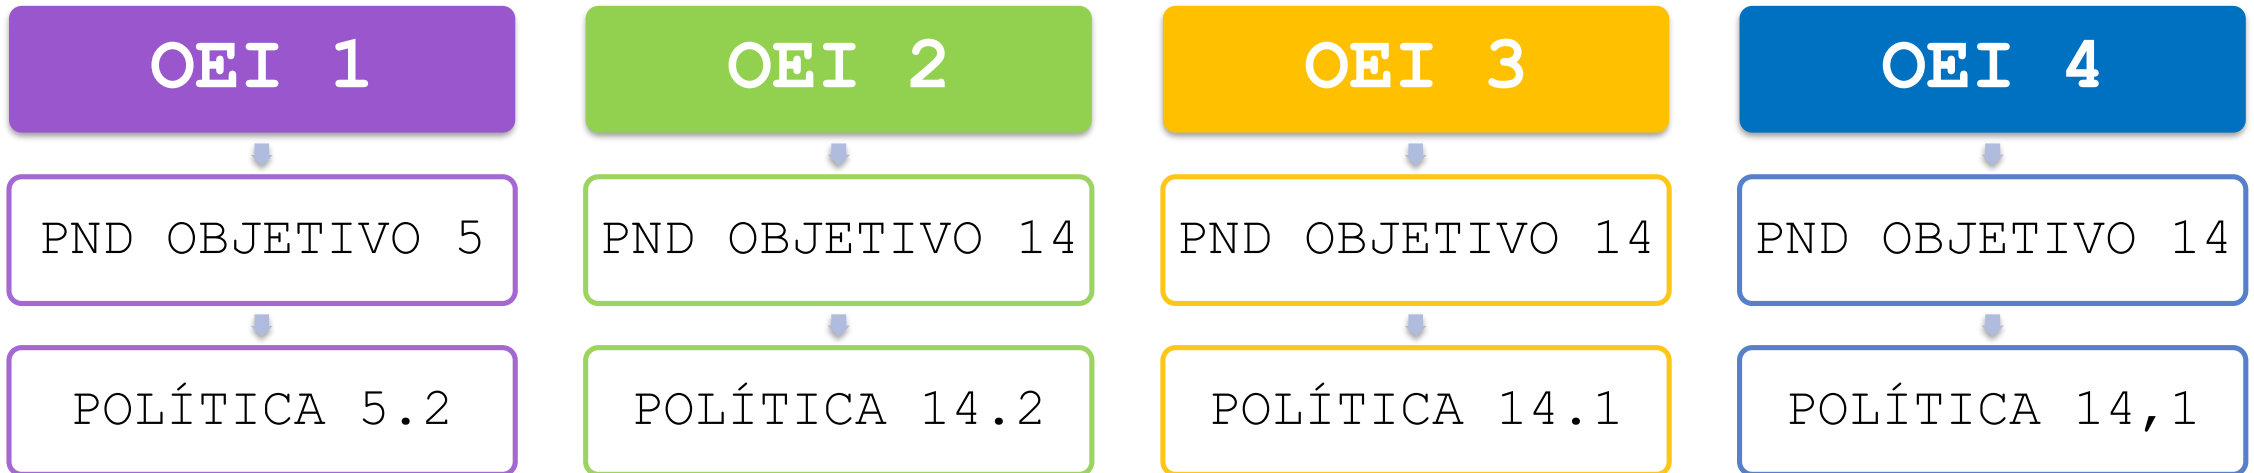 OEI 1
PND OBJETIVO 5
POLÍTICA 5.2
OEI 2
PND OBJETIVO 14
POLÍTICA 14.2
OEI 3
PND OBJETIVO 14
POLÍTICA 14.1
OEI 4
PND OBJETIVO 14
POLÍTICA 14,1